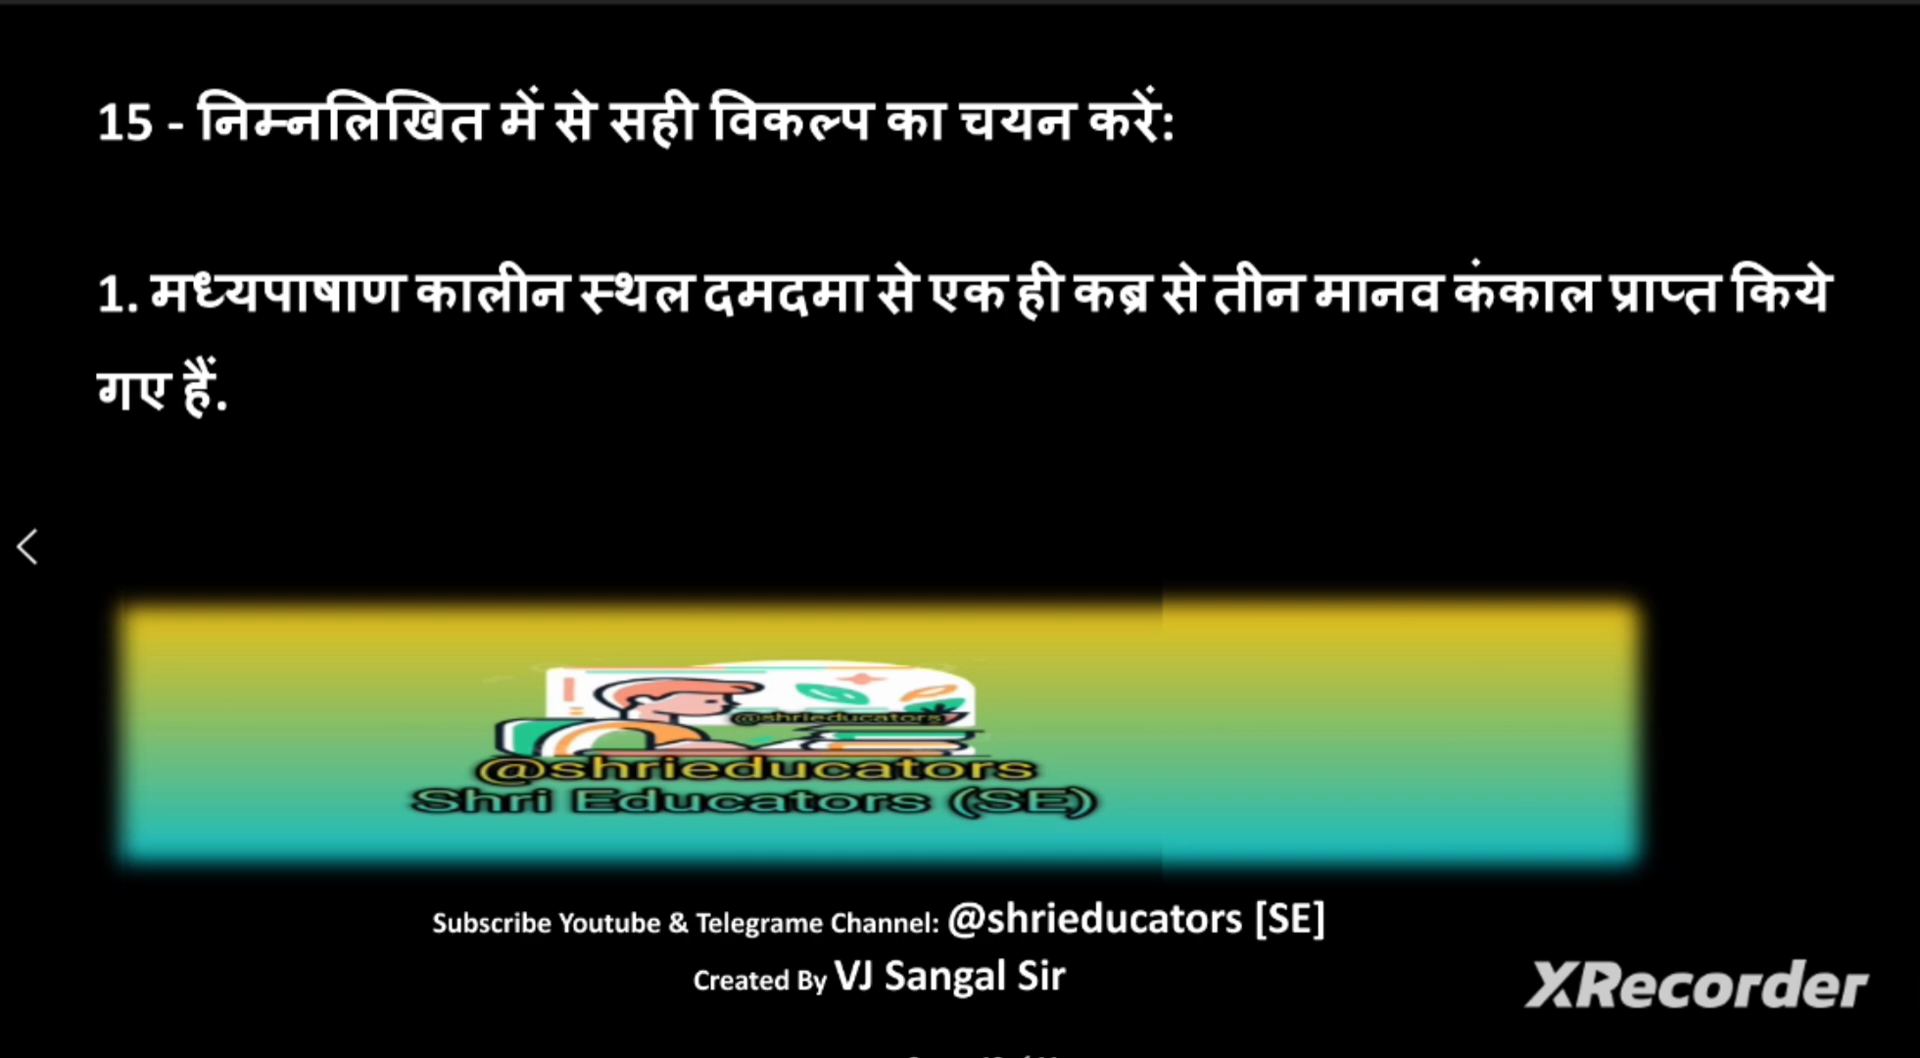 15 - निम्नलिखित में से सही विकल्प का चयन करें:
1. मध्यपाषाण कालीन स्थल दमदमा से एक ही कब्र से तीन मानव कंकाल प्राप्त किये
गए हैं.
@shrieducators
@shrieducators
Shri Educators (SE)
Subscribe Youtube & Telegrame Channel: @shrieducators [SE]
Created By VJ Sangal Sir
XRecorder